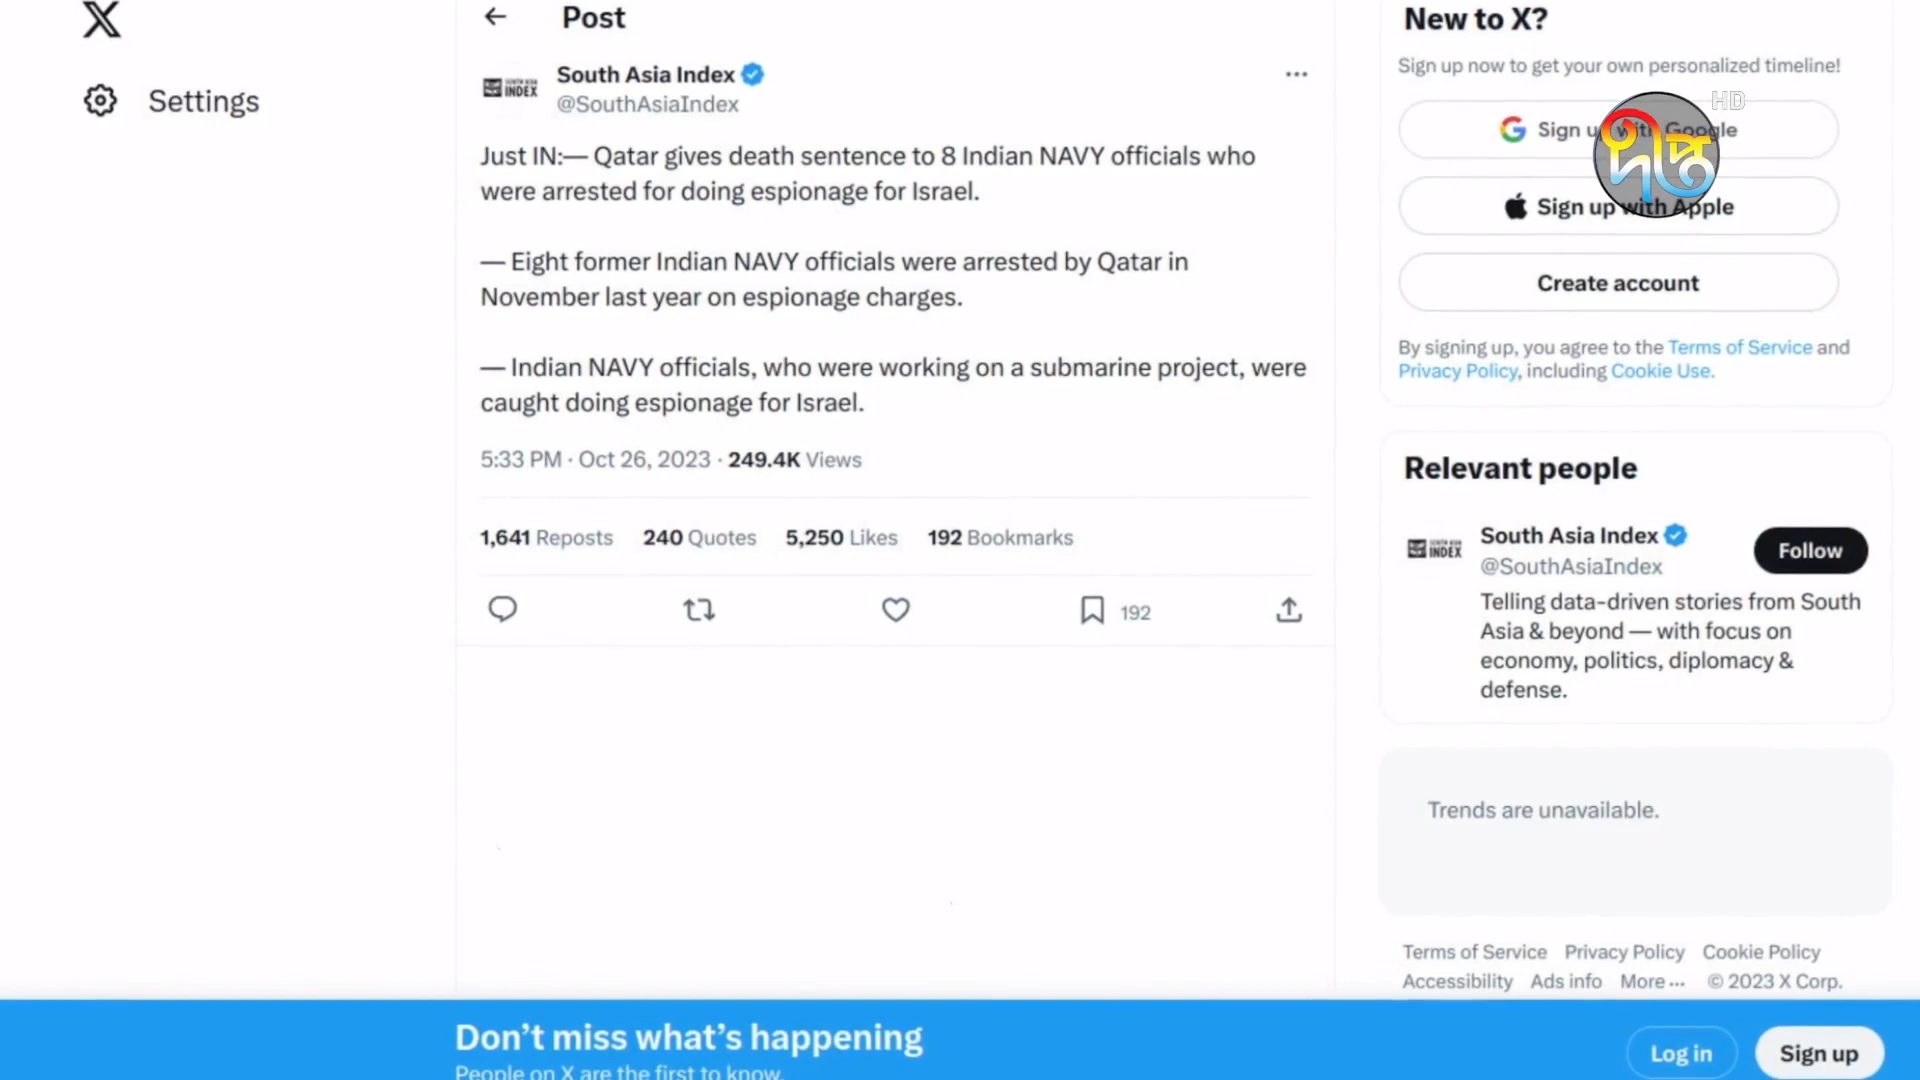 Post
Settings
South Asia Index
@SouthAsiaIndex
Just IN:— Qatar gives death sentence to 8 Indian NAVY officials who
were arrested for doing espionage for Israel.
— Eight former Indian NAVY officials were arrested by Qatar in
November last year on espionage charges.
— Indian NAVY officials, who were working on a submarine project, were
caught doing espionage for Israel.
5:33 PM · Oct 26, 2023 · 249.4K Views
1,641 Reposts 240 Quotes 5,250 Likes 192 Bookmarks
192
New to X?
Sign up now to get your own personalized timeline!
HD
Sign up with Google
দীপ্ত
Sign up with Apple
Create account
By signing up, you agree to the Terms of Service and
Privacy Policy, including Cookie Use.
Relevant people
SOUTH ASIA
INDEX
South Asia Index
@SouthAsiaIndex
Follow
Telling data-driven stories from South
Asia & beyond — with focus on
economy, politics, diplomacy &
defense.
Trends are unavailable.
Terms of Service Privacy Policy Cookie Policy
Accessibility Ads info More ··· © 2023 X Corp.
Don’t miss what’s happening
People on X are the first to know.
Log in
Sign up